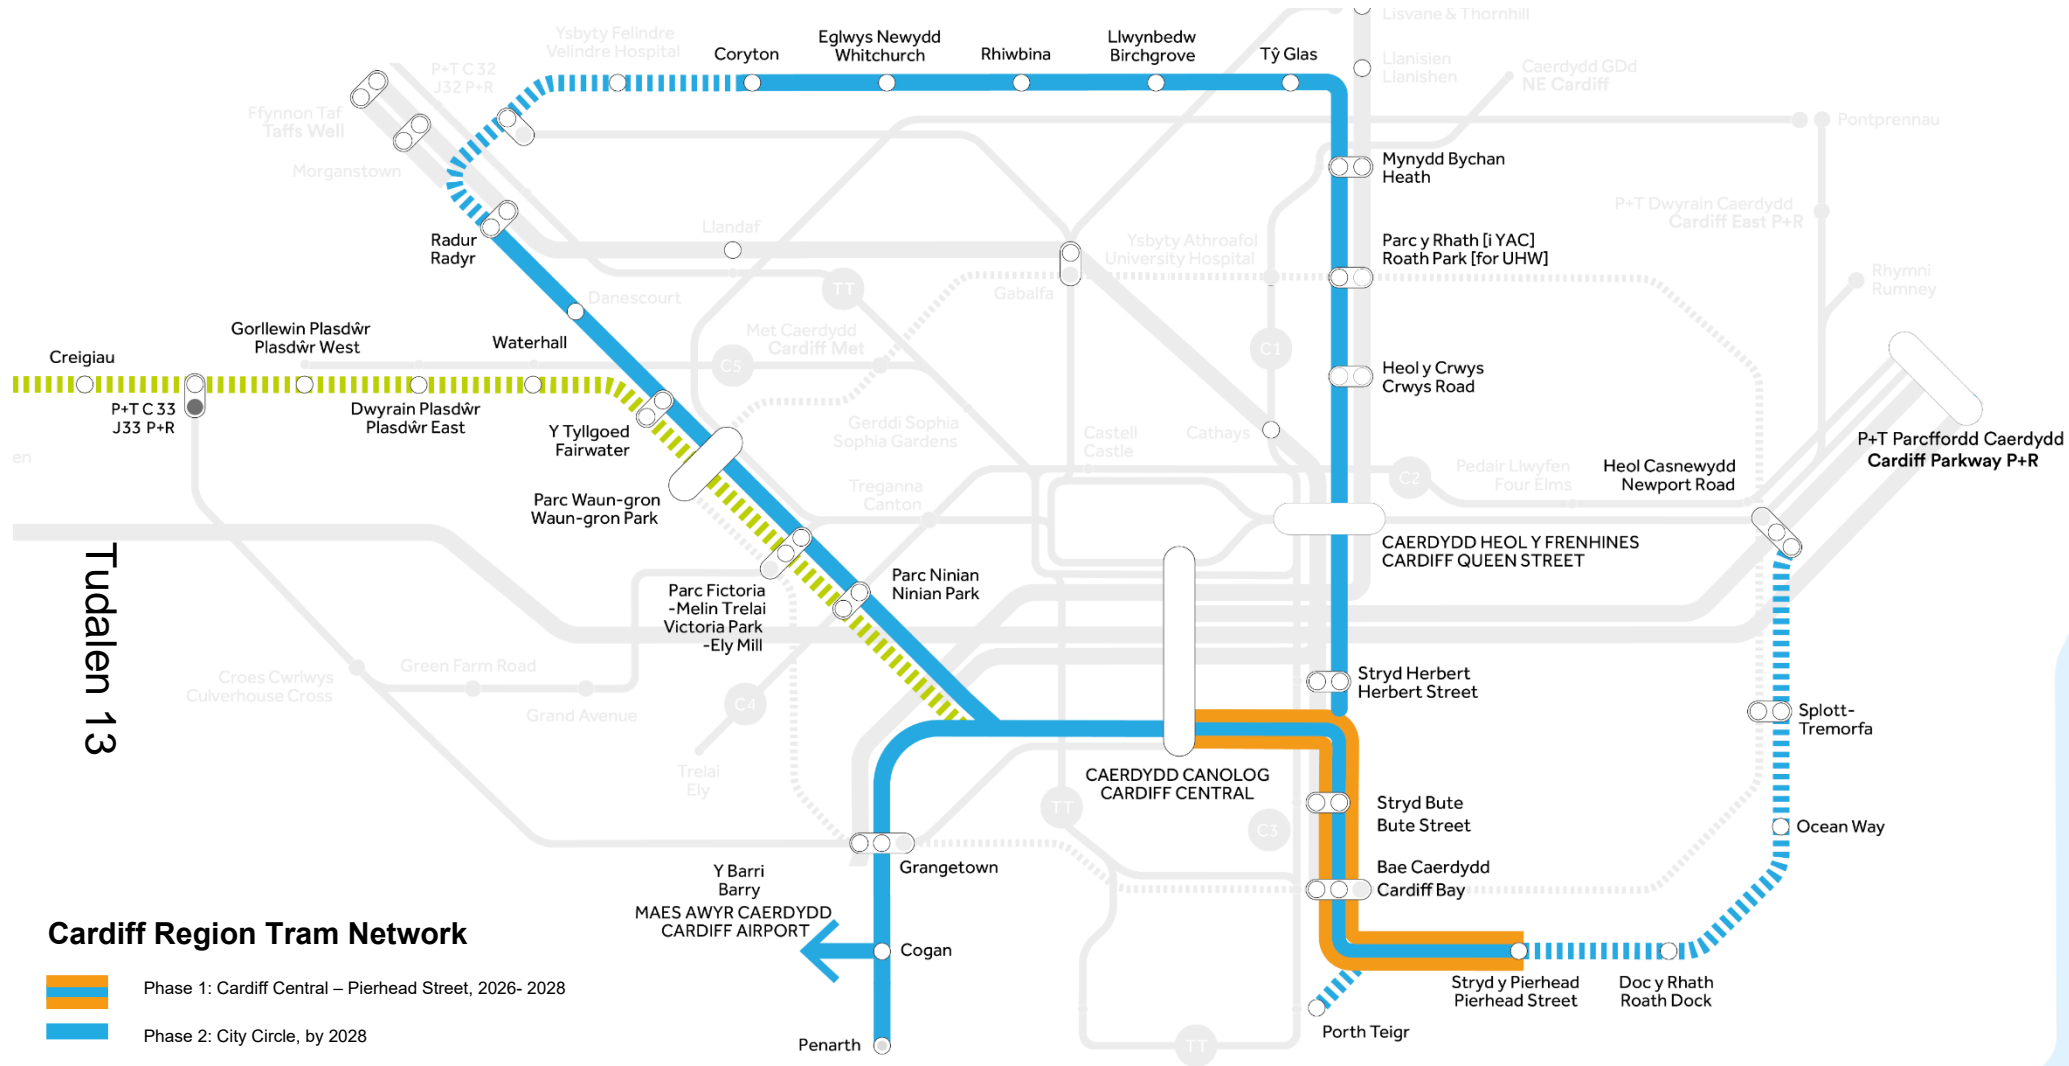 Lisvane & Thornhill
Ysbyty Felindre
Velindre Hospital
Coryton
Eglwys Newydd
Whitchurch
Rhiwbina
Llwynbedw
Birchgrove
Tŷ Glas
Llanisien
Llanishen
Caerdydd GDd
NE Cardiff
P+T C 32
J32 P+R
Ffynnon Taf
Taffs Well
Morganstown
Pontprennau
Mynydd Bychan
Heath
P+T Dwyrain Caerdydd
Cardiff East P+R
Radur
Radyr
Llandaf
Ysbyty Athroafol
University Hospital
Parc y Rhath [i YAC]
Roath Park [for UHW]
Gabalfa
TT
Rhymni
Rumney
Danescourt
Gorllewin Plasdŵr
Plasdŵr West
Waterhall
Met Caerdydd
Cardiff Met
C5
C1
Creigiau
Heol y Crwys
Crwys Road
P+T C 33
J33 P+R
Dwyrain Plasdŵr
Plasdŵr East
Y Tyllgoed
Fairwater
Gerddi Sophia
Sophia Gardens
Castell
Castle
Cathays
P+T Parcffordd Caerdydd
Cardiff Parkway P+R
en
Parc Waun-gron
Waun-gron Park
Treganna
Canton
C2
Pedair Llwyfen
Four Elms
Heol Casnewydd
Newport Road
CAERDYDD HEOL Y FRENHINES
CARDIFF QUEEN STREET
Tudalen 13
Parc Fictoria
-Melin Trelai
Victoria Park
-Ely Mill
Parc Ninian
Ninian Park
Croes Cwrlwys
Culverhouse Cross
Green Farm Road
Grand Avenue
C4
Trelai
Ely
Stryd Herbert
Herbert Street
Splott-
Tremorfa
CAERDYDD CANOLOG
CARDIFF CENTRAL
TT
C3
Stryd Bute
Bute Street
Ocean Way
Grangetown
Bae Caerdydd
Cardiff Bay
Y Barri
Barry
MAES AWYR CAERDYDD
CARDIFF AIRPORT
Cogan
Stryd y Pierhead
Pierhead Street
Doc y Rhath
Roath Dock
Porth Teigr
Penarth
TT
Cardiff Region Tram Network
Phase 1: Cardiff Central – Pierhead Street, 2026- 2028
Phase 2: City Circle, by 2028